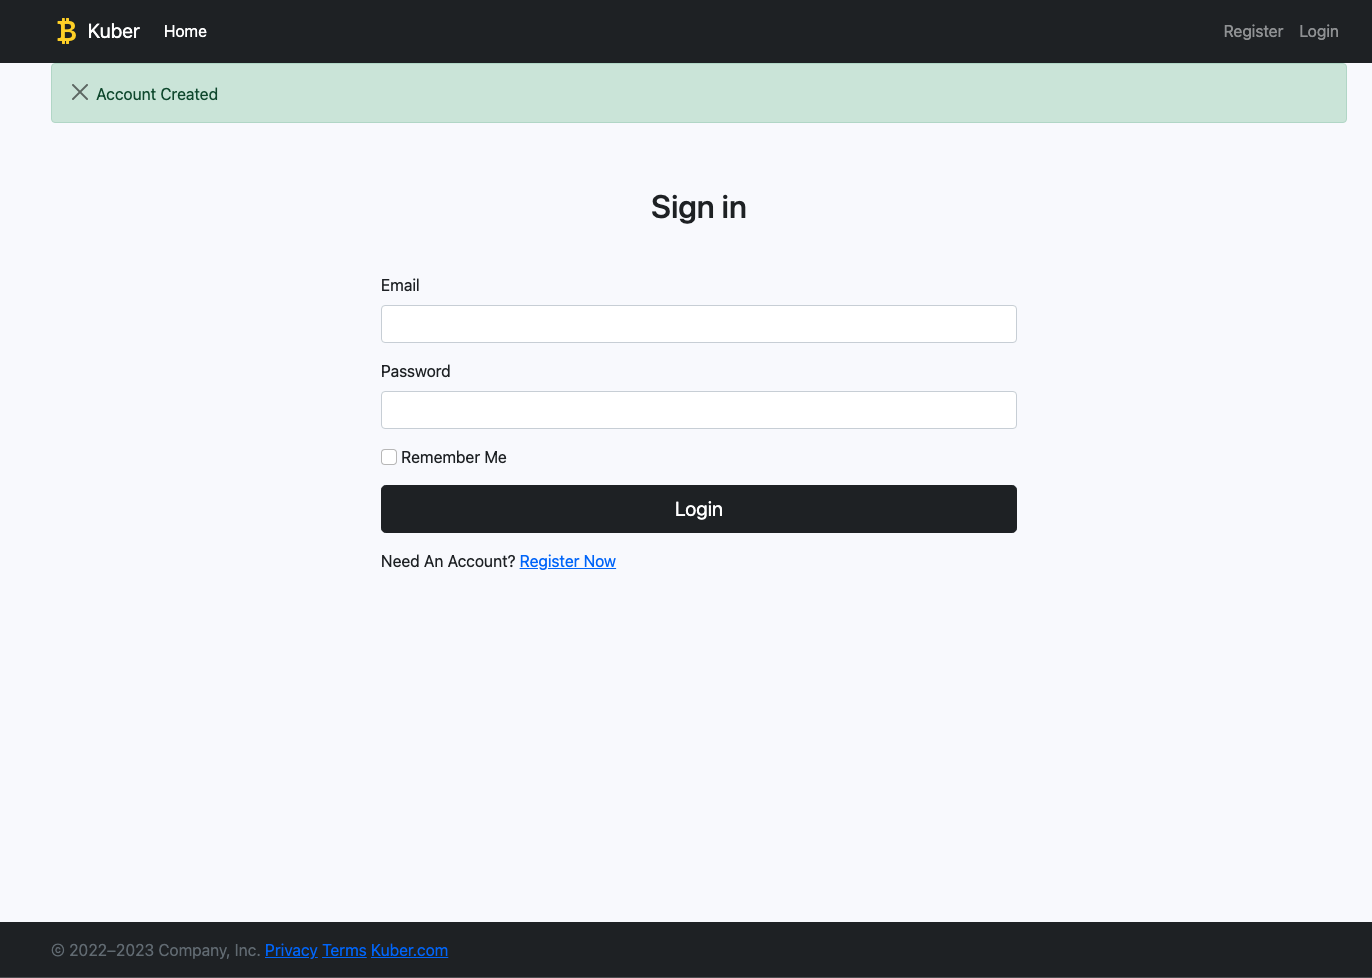 Kuber Home Register Login
Account Created
Sign in
Email
Password
Remember Me
Login
Need An Account? Register Now
© 2022–2023 Company, Inc. Privacy Terms Kuber.com